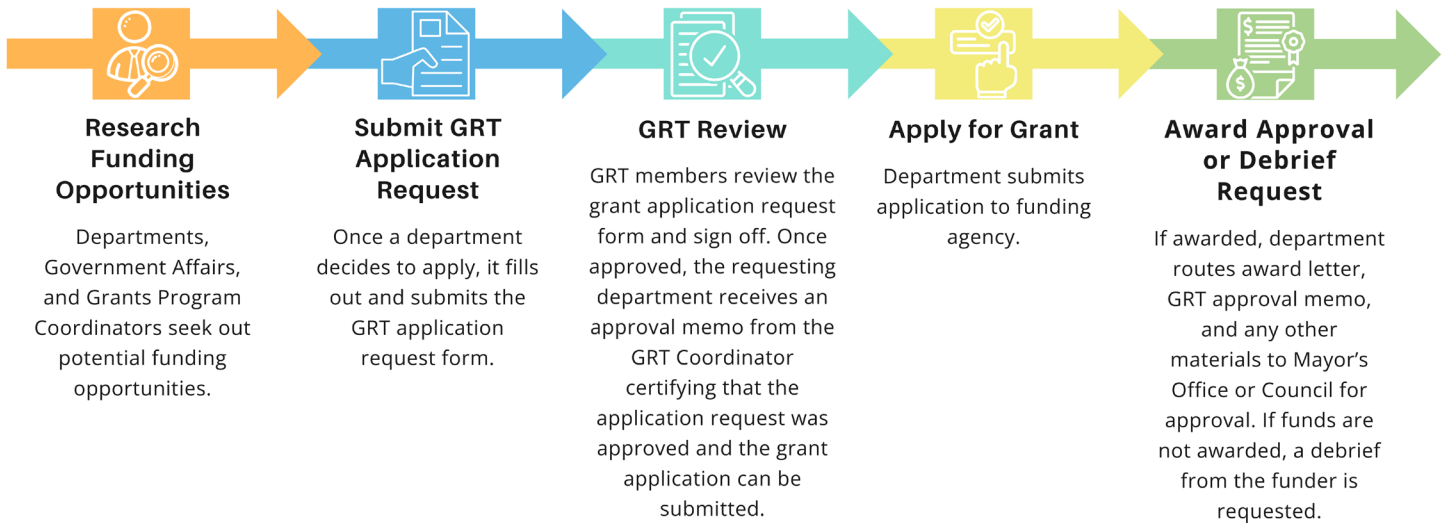 Research
Funding
Opportunities
Departments,
Government Affairs,
and Grants Program
Coordinators seek out
potential funding
opportunities.
Submit GRT
Application
Request
Once a department
decides to apply, it fills
out and submits the
GRT application
request form.
GRT Review
GRT members review the
grant application request
form and sign off. Once
approved, the requesting
department receives an
approval memo from the
GRT Coordinator
certifying that the
application request was
approved and the grant
application can be
submitted.
Apply for Grant
Department submits
application to funding
agency.
$
$
Award Approval
or Debrief
Request
If awarded, department
routes award letter,
GRT approval memo,
and any other
materials to Mayor’s
Office or Council for
approval. If funds are
not awarded, a debrief
from the funder is
requested.